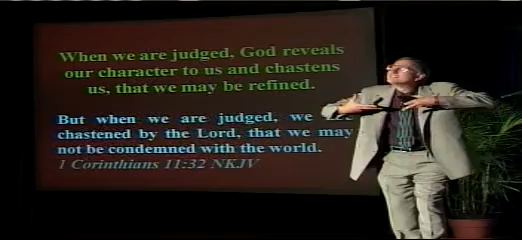 When we are judged, God reveals
our character to us and chastens
us, that we may be refined.
But when we are judged, we
chastened by the Lord, that we may
not be condemned with the world.
1 Corinthians 11:32 NKJV